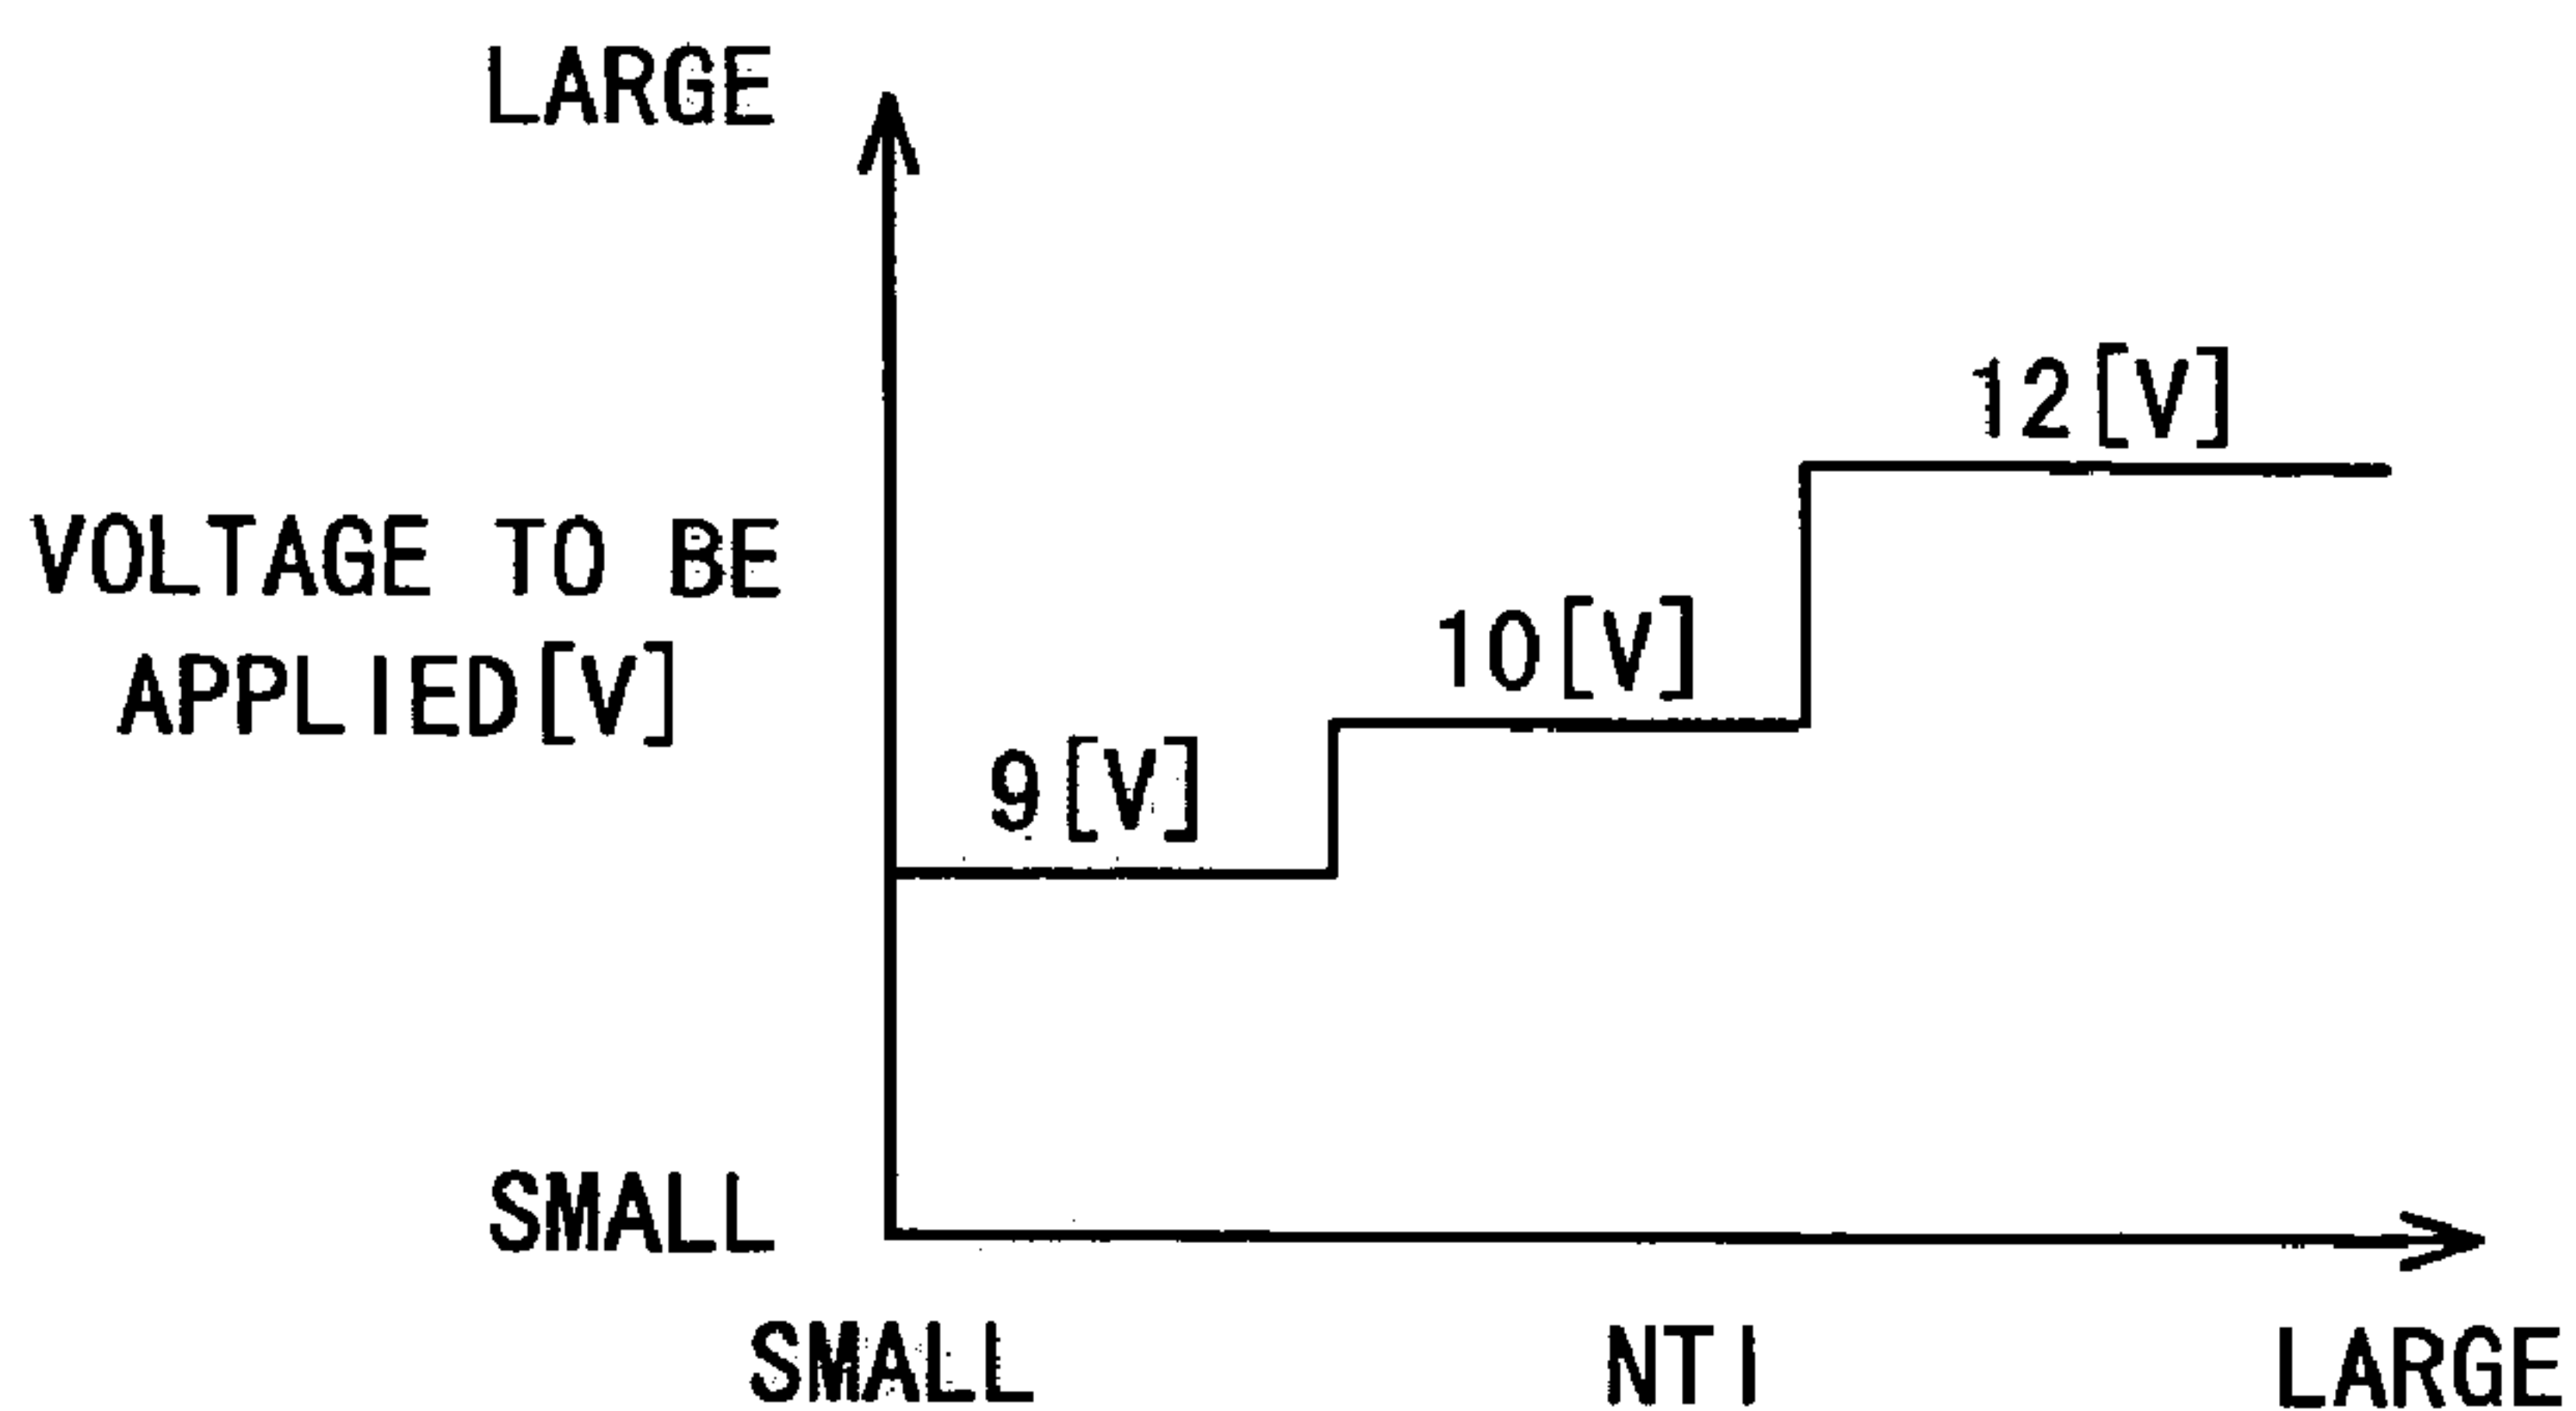 LARGE
12[V]
VOLTAGE TO BE
APPLIED[V]
10[V]
9[V]
SMALL
SMALL NTI LARGE